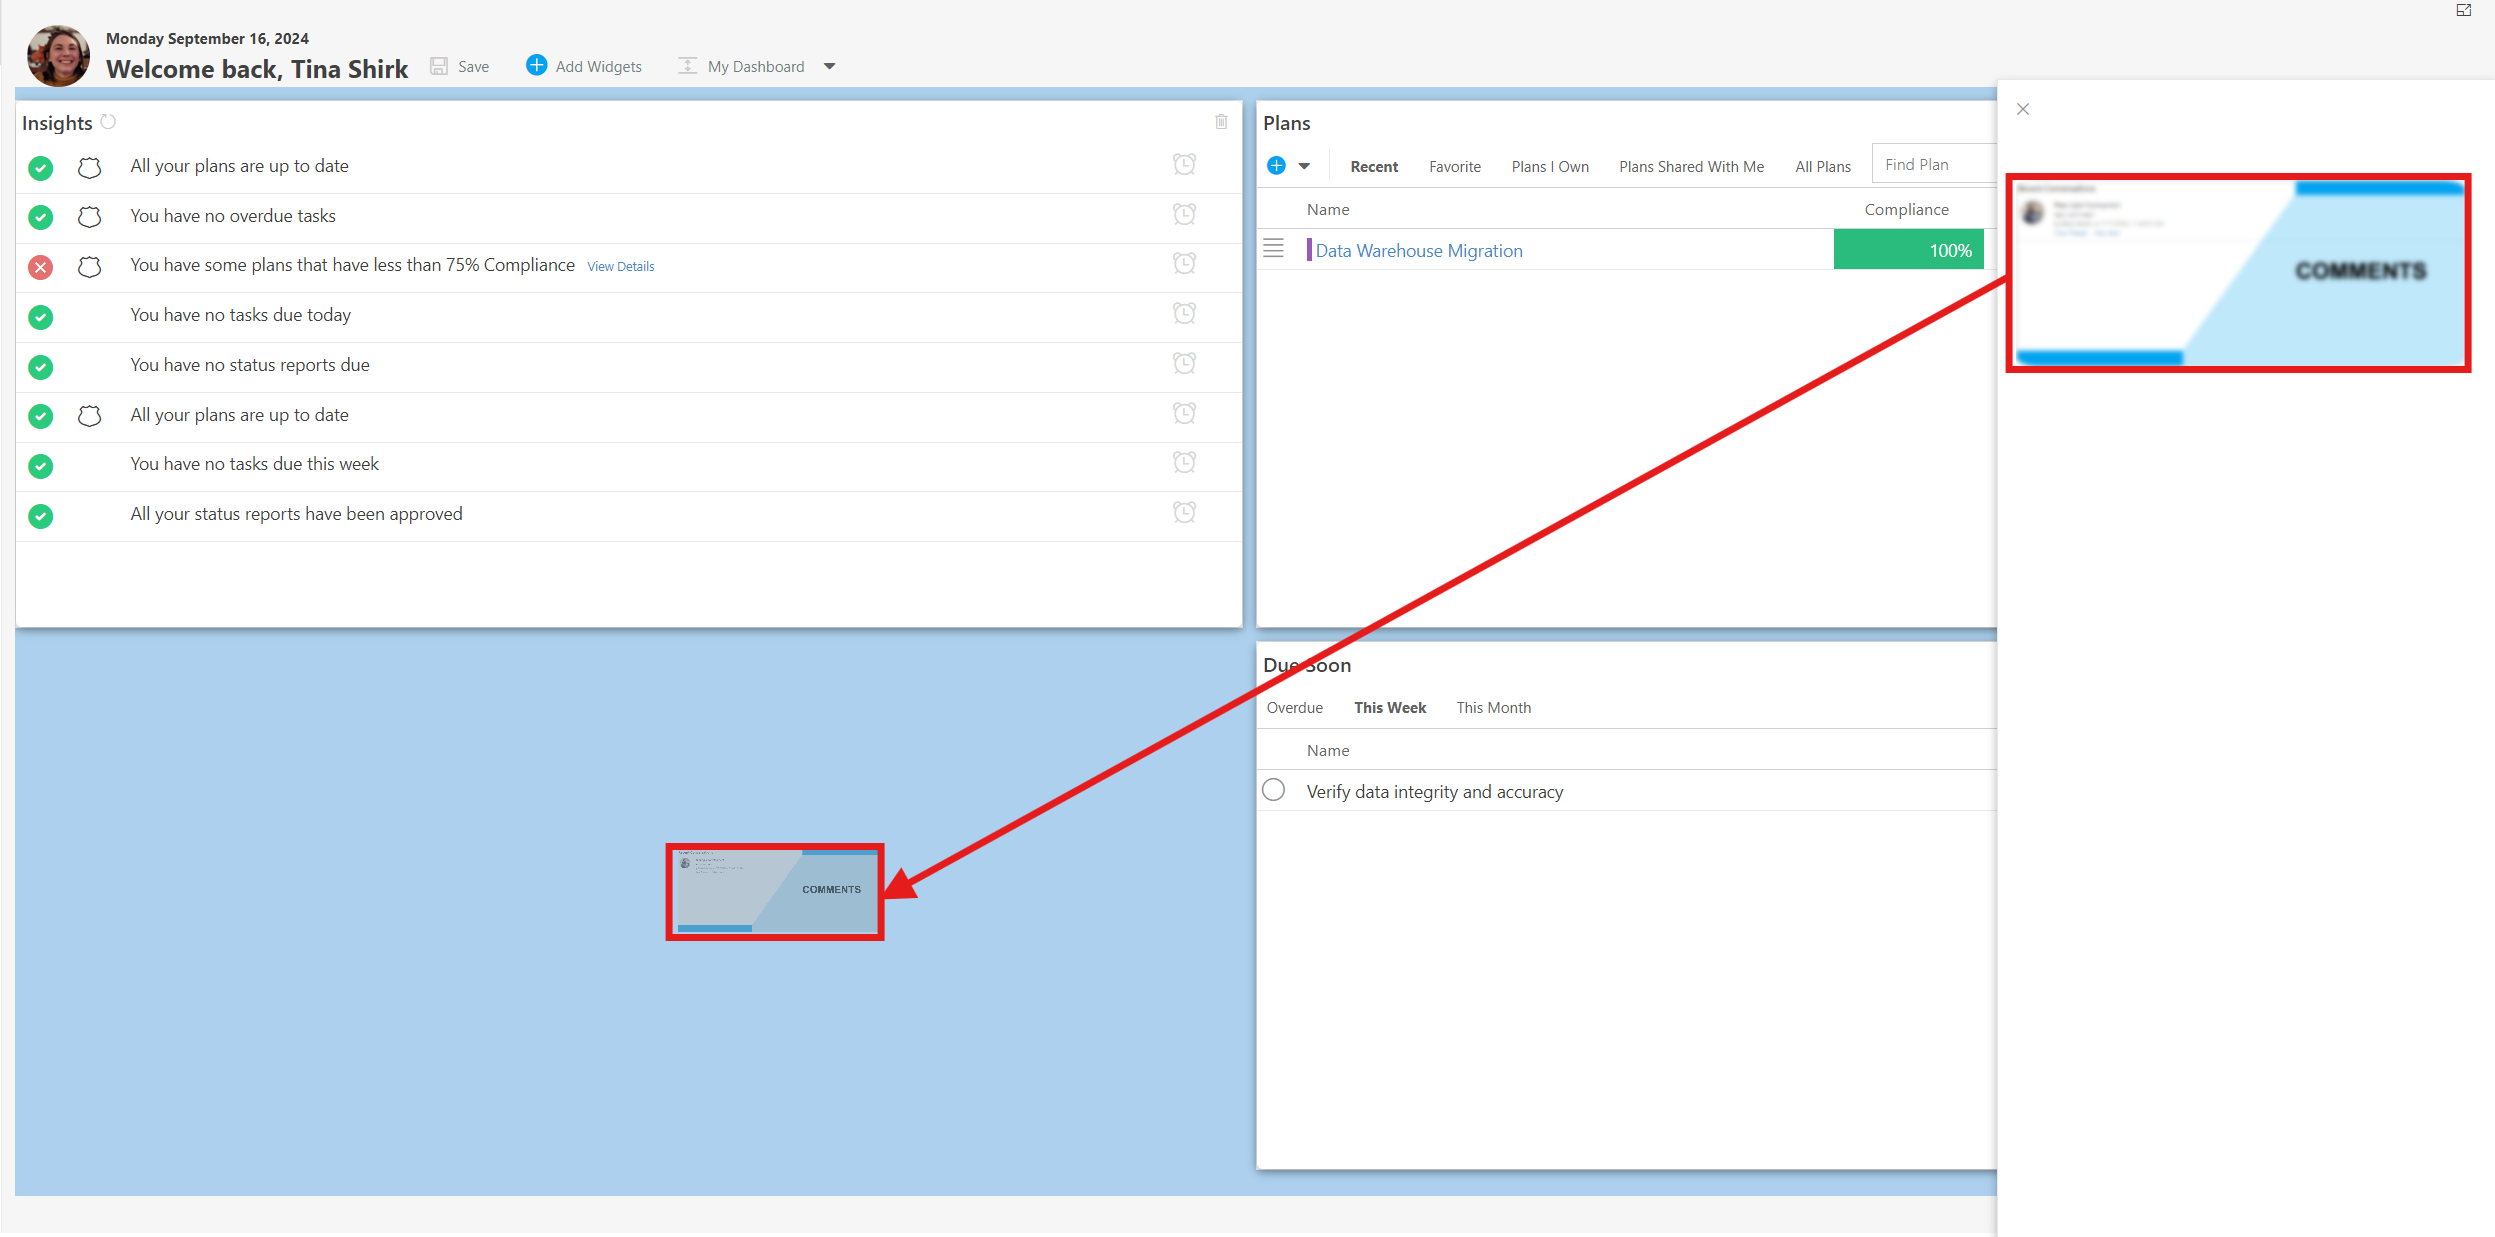 Monday September 16, 2024
Welcome back, Tina Shirk
Save
Add Widgets
My Dashboard
Insights
All your plans are up to date
You have no overdue tasks
You have some plans that have less than 75% Compliance View Details
You have no tasks due today
You have no status reports due
All your plans are up to date
You have no tasks due this week
All your status reports have been approved
Plans
Recent Favorite Plans I Own Plans Shared With Me All Plans Find Plan
Name Compliance
Data Warehouse Migration 100%
Due Soon
Overdue This Week This Month
Name
Verify data integrity and accuracy
COMMENTS
COMMENTS